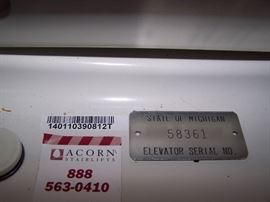 140110390812T
ACORN
STAIRLIFTS
888
563-0410
STATE OF MICHIGAN
58361
ELEVATOR SERIAL NO.